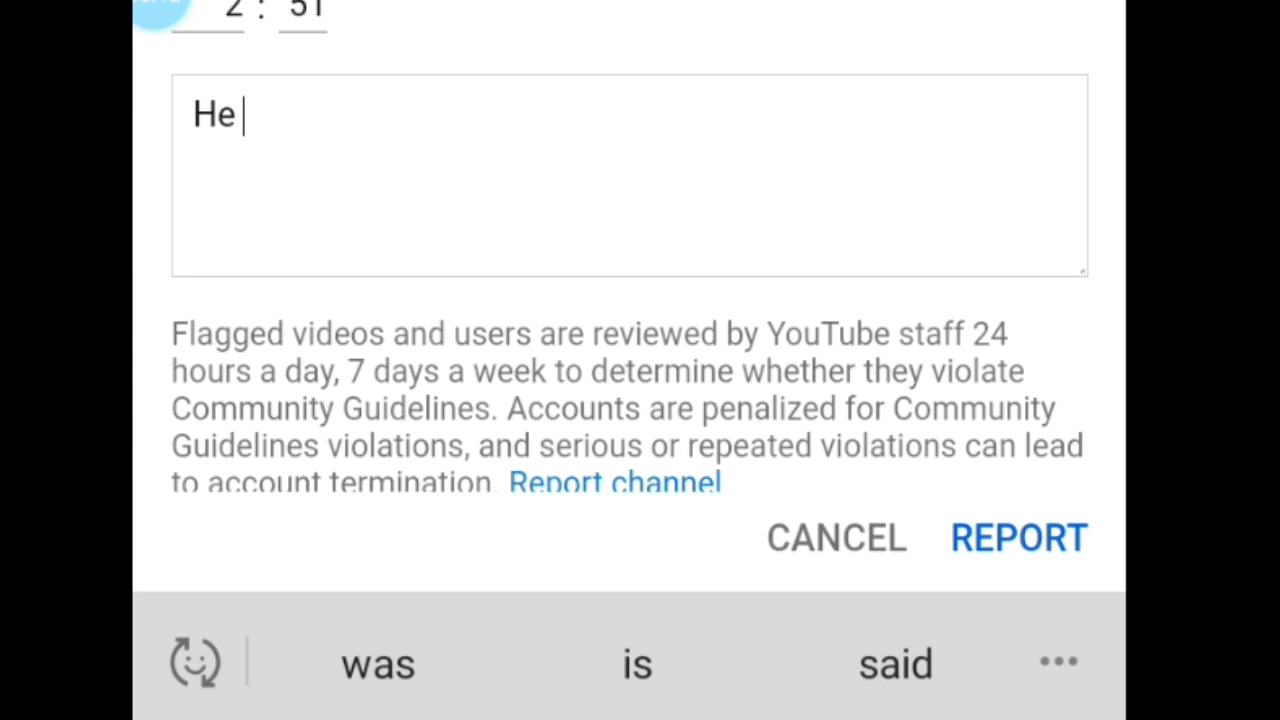 2 : 51
He
Flagged videos and users are reviewed by YouTube staff 24
hours a day, 7 days a week to determine whether they violate
Community Guidelines. Accounts are penalized for Community
Guidelines violations, and serious or repeated violations can lead
to account termination. Report channel
CANCEL REPORT
was is said